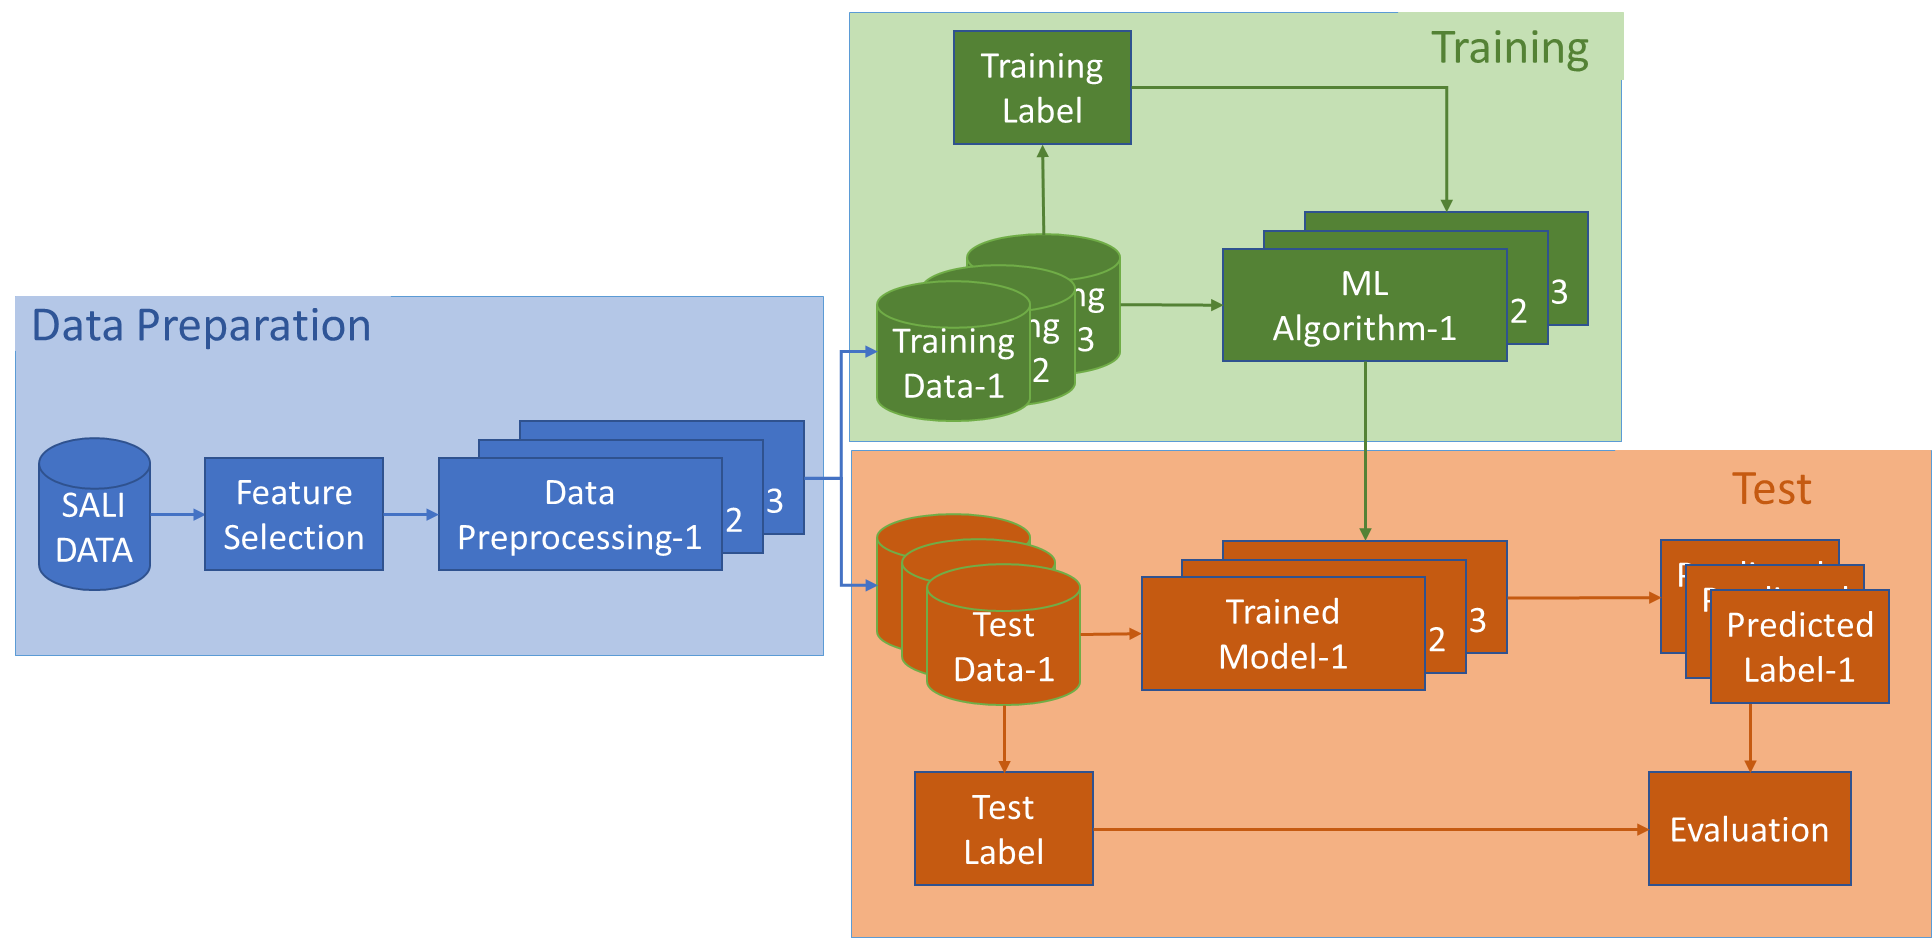 Training
Training
Label
ML
Algorithm-1
2
3
Training
Data-1
ng
2
ng
3
Data Preparation
SALI
DATA
Feature
Selection
Data
Preprocessing-1
2
3
Test
Test
Data-1
Trained
Model-1
2
3
Predicted
Label-1
Test
Label
Evaluation